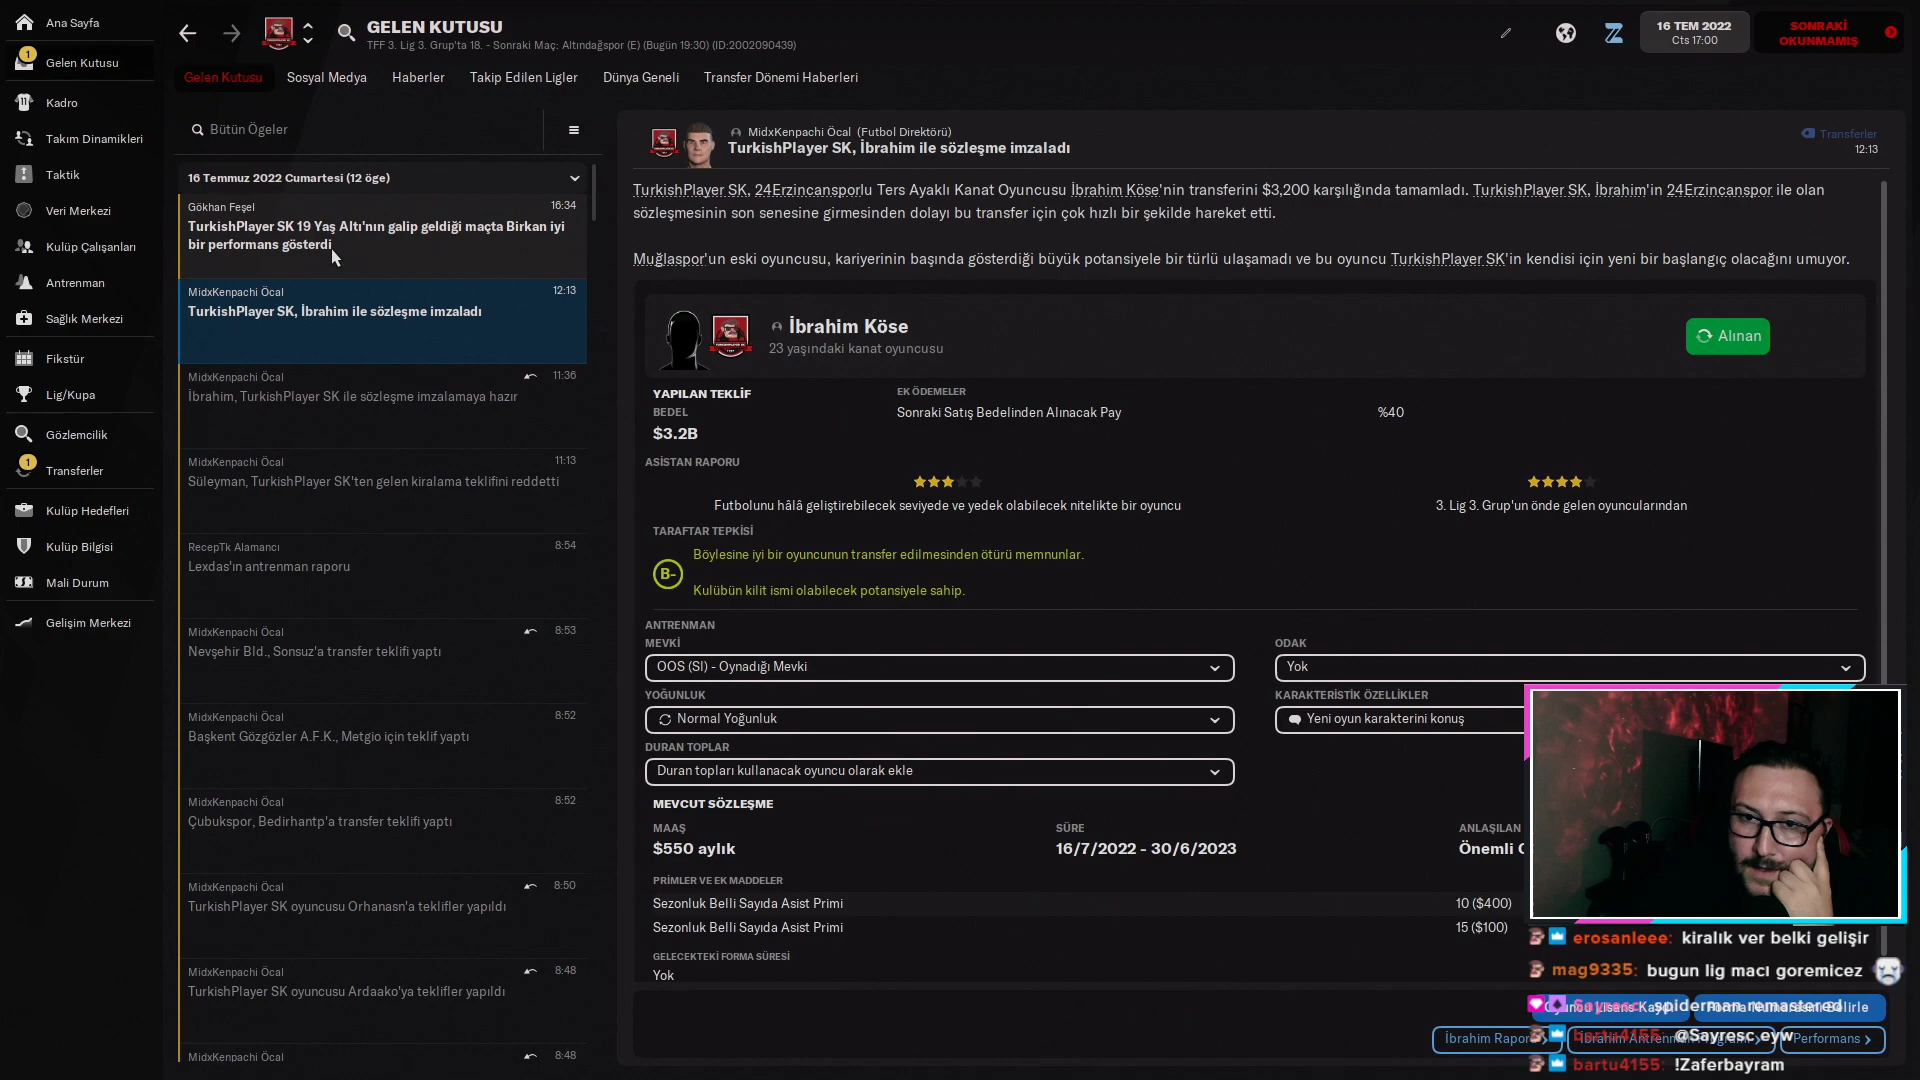 Ana Sayfa
1
Gelen Kutusu
Kadro
Takım Dinamikleri
Taktik
Veri Merkezi
Kulüp Çalışanları
Antrenman
Sağlık Merkezi
Fikstür
Lig/Kupa
Gözlemcilik
1
Transferler
Kulüp Hedefleri
Kulüp Bilgisi
Mali Durum
Gelişim Merkezi
GELEN KUTUSU
TFF 3. Lig 3. Grup'ta 18. - Sonraki Maç: Altındağspor (E) (Bugün 19:30) (ID:2002090439)
16 TEM 2022
Cts 17:00
SONRAKİ
OKUNMAMIŞ
Gelen Kutusu
Sosyal Medya
Haberler
Takip Edilen Ligler
Dünya Geneli
Transfer Dönemi Haberleri
Bütün Ögeler
16 Temmuz 2022 Cumartesi (12 öge)
Gökhan Feşel
16:34
TurkishPlayer SK 19 Yaş Altı'nın galip geldiği maçta Birkan iyi
bir performans gösterdi
MidxKenpachi Öcal
12:13
TurkishPlayer SK, İbrahim ile sözleşme imzaladı
MidxKenpachi Öcal
11:36
İbrahim, TurkishPlayer SK ile sözleşme imzalamaya hazır
MidxKenpachi Öcal
11:13
Süleyman, TurkishPlayer SK'ten gelen kiralama teklifini reddetti
RecepTk Alamancı
8:54
Lexdas'ın antrenman raporu
MidxKenpachi Öcal
8:53
Nevşehir Bld., Sonsuz'a transfer teklifi yaptı
MidxKenpachi Öcal
8:52
Başkent Gözgözler A.F.K., Metgio için teklif yaptı
MidxKenpachi Öcal
8:52
Çubukspor, Bedirhantp'a transfer teklifi yaptı
MidxKenpachi Öcal
8:50
TurkishPlayer SK oyuncusu Orhanasn'a teklifler yapıldı
MidxKenpachi Öcal
8:48
TurkishPlayer SK oyuncusu Ardaako'ya teklifler yapıldı
MidxKenpachi Öcal
8:48
MidxKenpachi Öcal (Futbol Direktörü)
TurkishPlayer SK, İbrahim ile sözleşme imzaladı
Transferler
12:13
TurkishPlayer SK, 24Erzincansporlu Ters Ayaklı Kanat Oyuncusu İbrahim Köse'nin transferini $3,200 karşılığında tamamladı. TurkishPlayer SK, İbrahim'in 24Erzincanspor ile olan
sözleşmesinin son senesine girmesinden dolayı bu transfer için çok hızlı bir şekilde hareket etti.
Muğlaspor'un eski oyuncusu, kariyerinin başında gösterdiği büyük potansiyele bir türlü ulaşamadı ve bu oyuncu TurkishPlayer SK'in kendisi için yeni bir başlangıç olacağını umuyor.
İbrahim Köse
23 yaşındaki kanat oyuncusu
Alınan
YAPILAN TEKLİF
BEDEL
$3.2B
EK ÖDEMELER
Sonraki Satış Bedelinden Alınacak Pay
%40
ASİSTAN RAPORU
Futbolunu hâlâ geliştirebilecek seviyede ve yedek olabilecek nitelikte bir oyuncu
3. Lig 3. Grup'un önde gelen oyuncularından
TARAFTAR TEPKİSİ
B-
Böylesine iyi bir oyuncunun transfer edilmesinden ötürü memnunlar.
Kulübün kilit ismi olabilecek potansiyele sahip.
ANTRENMAN
MEVKİ
OOS (Sl) - Oynadığı Mevki
ODAK
Yok
YOĞUNLUK
Normal Yoğunluk
KARAKTERİSTİK ÖZELLİKLER
Yeni oyun karakterini konuş
DURAN TOPLAR
Duran topları kullanacak oyuncu olarak ekle
MEVCUT SÖZLEŞME
MAAŞ
$550 aylık
SÜRE
16/7/2022 - 30/6/2023
ANLAŞILAN
Önemli
PRİMLER VE EK MADDELER
Sezonluk Belli Sayıda Asist Primi
10 ($400)
Sezonluk Belli Sayıda Asist Primi
15 ($100)
GELECEKTEKİ FORMA SÜRESİ
Yok
erosanleee: kiralık ver belki gelişir
mag9335: bugun lig macı goremicez
Sayresc: spiderman remastered
bartu4155: @Sayresc eyw
bartu4155: !Zaferbayram
Forma Numarasını Belirle
İbrahim Rapor
İbrahim Antrenman Programı
Performans